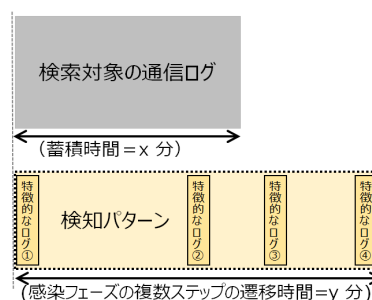 検索対象の通信ログ
（蓄積時間＝x 分）
特徴的なログ①
検知パターン
特徴的なログ②
特徴的なログ③
特徴的なログ④
(感染フェーズの複数ステップの遷移時間=y 分)